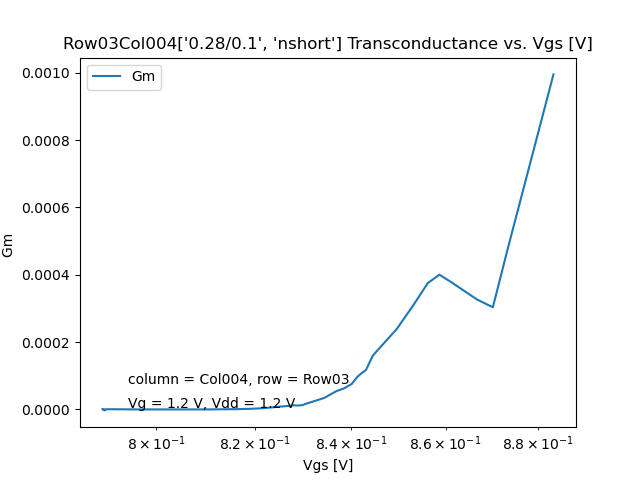 Row03Col004['0.28/0.1', 'nshort'] Transconductance vs. Vgs [V]
Gm
0.0010
0.0008
0.0006
0.0004
0.0002
0.0000
Gm
column = Col004, row = Row03
Vg = 1.2 V, Vdd = 1.2 V
8 × 10⁻¹ 8.2 × 10⁻¹ 8.4 × 10⁻¹ 8.6 × 10⁻¹ 8.8 × 10⁻¹
Vgs [V]